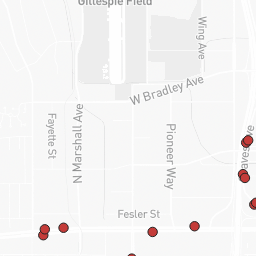 Gillespie Field
Wing Ave
W Bradley Ave
N Marshall Ave
Fayette St
Pioneer Way
Fesler St